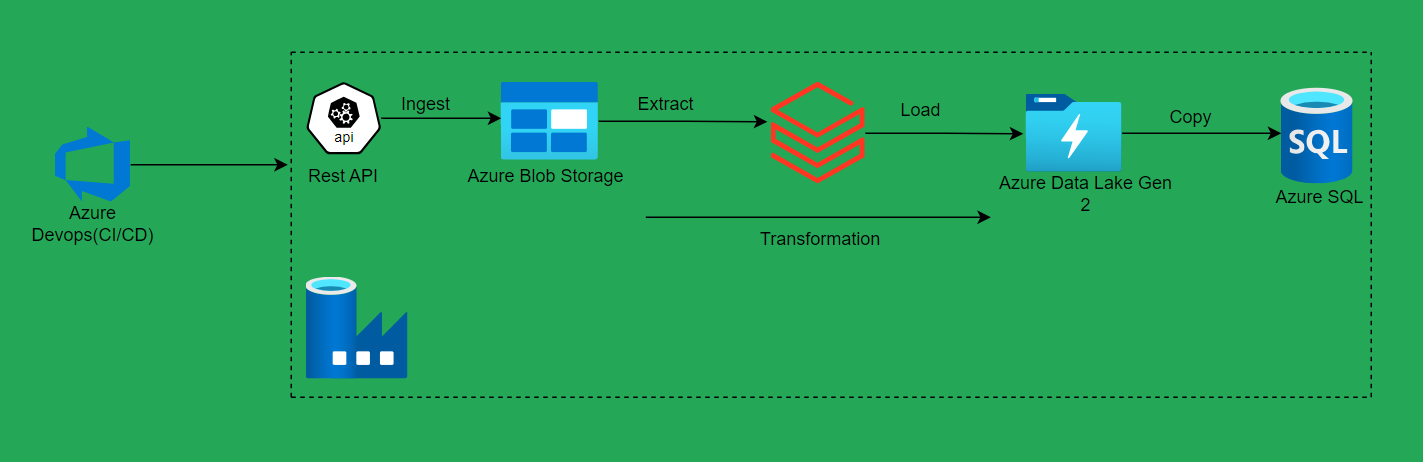 Ingest
Extract
Load
Copy
api
SQL
Rest API
Azure Blob Storage
Azure Data Lake Gen
2
Azure SQL
Azure
Devops(CI/CD)
Transformation